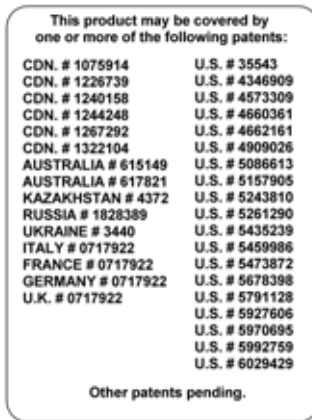 This product may be covered by
one or more of the following patents:
CDN. # 1075914
CDN. # 1226739
CDN. # 1240158
CDN. # 1244248
CDN. # 1267292
CDN. # 1322104
AUSTRALIA # 615149
AUSTRALIA # 617821
KAZAKHSTAN # 4372
RUSSIA # 1828389
UKRAINE # 3440
ITALY # 0717922
FRANCE # 0717922
GERMANY # 0717922
U.K. # 0717922
U.S. # 35543
U.S. # 4346909
U.S. # 4573309
U.S. # 4660361
U.S. # 4662161
U.S. # 4909026
U.S. # 5086613
U.S. # 5157905
U.S. # 5243810
U.S. # 5261290
U.S. # 5435239
U.S. # 5459986
U.S. # 5473872
U.S. # 5678398
U.S. # 5791128
U.S. # 5927606
U.S. # 5970695
U.S. # 5992759
U.S. # 6029429
Other patents pending.